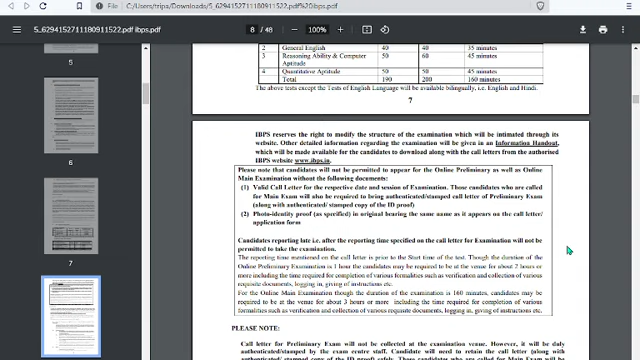 File C:/Users/tripa/Downloads/5_6296542711180911522.pdf%20ibps.pdf
5_6296542711180911522.pdf ibps.pdf
8 / 48
100%
5
6
7
2 General English 40 40 35 minutes
3 Reasoning Ability & Computer Aptitude 50 60 45 minutes
4 Quantitative Aptitude 50 50 45 minutes
Total 190 200 160 minutes
The above tests except the Tests of English Language will be available bilingually, i.e. English and Hindi.
7
IBPS reserves the right to modify the structure of the examination which will be intimated through its
website. Other detailed information regarding the examination will be given in an Information Handout,
which will be made available for the candidates to download along with the call letters from the authorised
IBPS website www.ibps.in.
Please note that candidates will not be permitted to appear for the Online Preliminary as well as Online
Main Examination without the following documents:
(1) Valid Call Letter for the respective date and session of Examination. Those candidates who are called
for Main Exam will also be required to bring authenticated/stamped call letter of Preliminary Exam
(along with authenticated/ stamped copy of the ID proof)
(2) Photo-identity proof (as specified) in original bearing the same name as it appears on the call letter/
application form
Candidates reporting late i.e. after the reporting time specified on the call letter for Examination will not be
permitted to take the examination.
The reporting time mentioned on the call letter is prior to the Start time of the test. Though the duration of the
Online Preliminary Examination is 1 hour the candidates may be required to be at the venue for about 2 hours or
more including the time required for completion of various formalities such as verification and collection of various
requisite documents, logging in, giving of instructions etc.
For the Online Main Examination though the duration of the examination is 160 minutes, candidates may be
required to be at the venue for about 3 hours or more including the time required for completion of various
formalities such as verification and collection of various requisite documents, logging in, giving of instructions etc.
PLEASE NOTE:
Call letter for Preliminary Exam will not be collected at the examination venue. However, it will be duly
authenticated/stamped by the exam centre staff. Candidate will need to retain the call letter (along